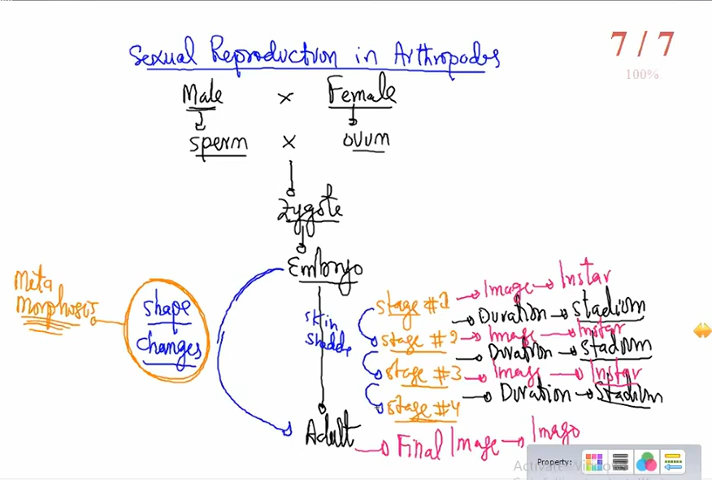 Sexual Reproduction in Arthropodes
7 / 7
100%
Male x Female
sperm x ovum
Zygote
Embryo
Meta
Morphosis
shape
changes
skin
shadde
stage #1
Image Instar
Duration stadium
stage #2
Image Instar
Duration stadium
stage #3
Image Instar
Duration Stadium
stage #4
Adult
Final Image Imago
Property: